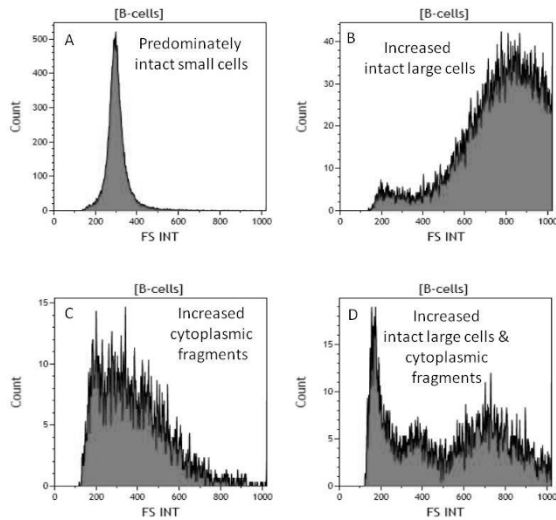 [B-cells]
A
Predominately
intact small cells
500
400
300
200
100
0
Count
0 200 400 600 800 1000
FS INT
[B-cells]
B
Increased
intact large cells
40
30
20
10
0
Count
0 200 400 600 800 1000
FS INT
[B-cells]
C
Increased
cytoplasmic
fragments
15
10
5
0
Count
0 200 400 600 800 1000
FS INT
[B-cells]
D
Increased
intact large cells &
cytoplasmic
fragments
15
10
5
0
Count
0 200 400 600 800 1000
FS INT